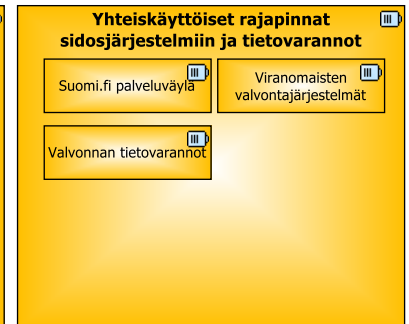 Yhteiskäyttöiset rajapinnat
sidosjärjestelmiin ja tietovarannot
Suomi.fi palveluväylä
Viranomaisten
valvontajärjestelmät
Valvonnan tietovarannot